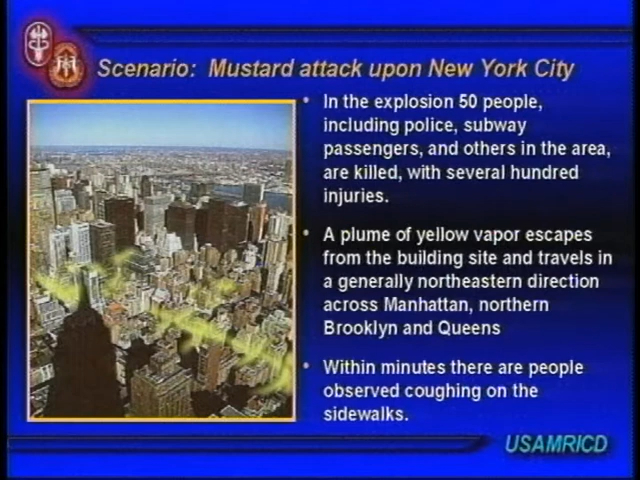 Scenario: Mustard attack upon New York City
• In the explosion 50 people,
including police, subway
passengers, and others in the area,
are killed, with several hundred
injuries.
• A plume of yellow vapor escapes
from the building site and travels in
a generally northeastern direction
across Manhattan, northern
Brooklyn and Queens
• Within minutes there are people
observed coughing on the
sidewalks.
USAMRICD